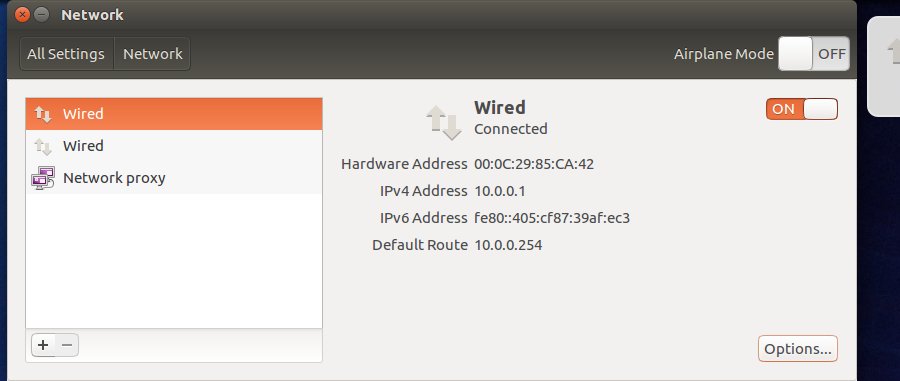 Network
All Settings Network Airplane Mode OFF
Wired
Wired
Network proxy
Wired
Connected
ON
Hardware Address 00:0C:29:85:CA:42
IPv4 Address 10.0.0.1
IPv6 Address fe80::405:cf87:39af:ec3
Default Route 10.0.0.254
Options...